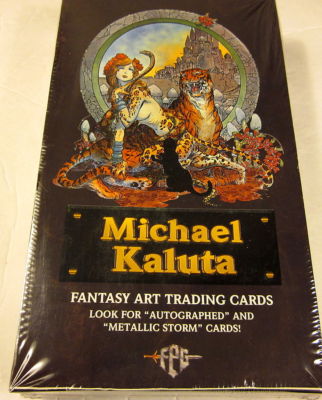 Michael
Kaluta
FANTASY ART TRADING CARDS
LOOK FOR “AUTOGRAPHED” AND
“METALLIC STORM” CARDS!
FPG